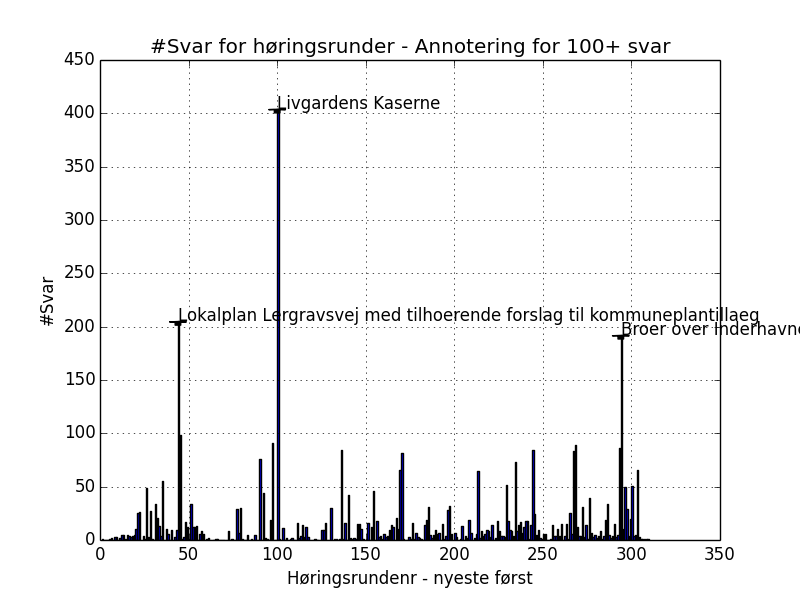 #Svar for høringsrunder - Annotering for 100+ svar
450
400
350
300
250
200
150
100
50
0
#Svar
Livgardens Kaserne
Lokalplan Lergravsvej med tilhoerende forslag til kommuneplantillaeg
Broer over Inderhavne
0 50 100 150 200 250 300 350
Høringsrundenr - nyeste først